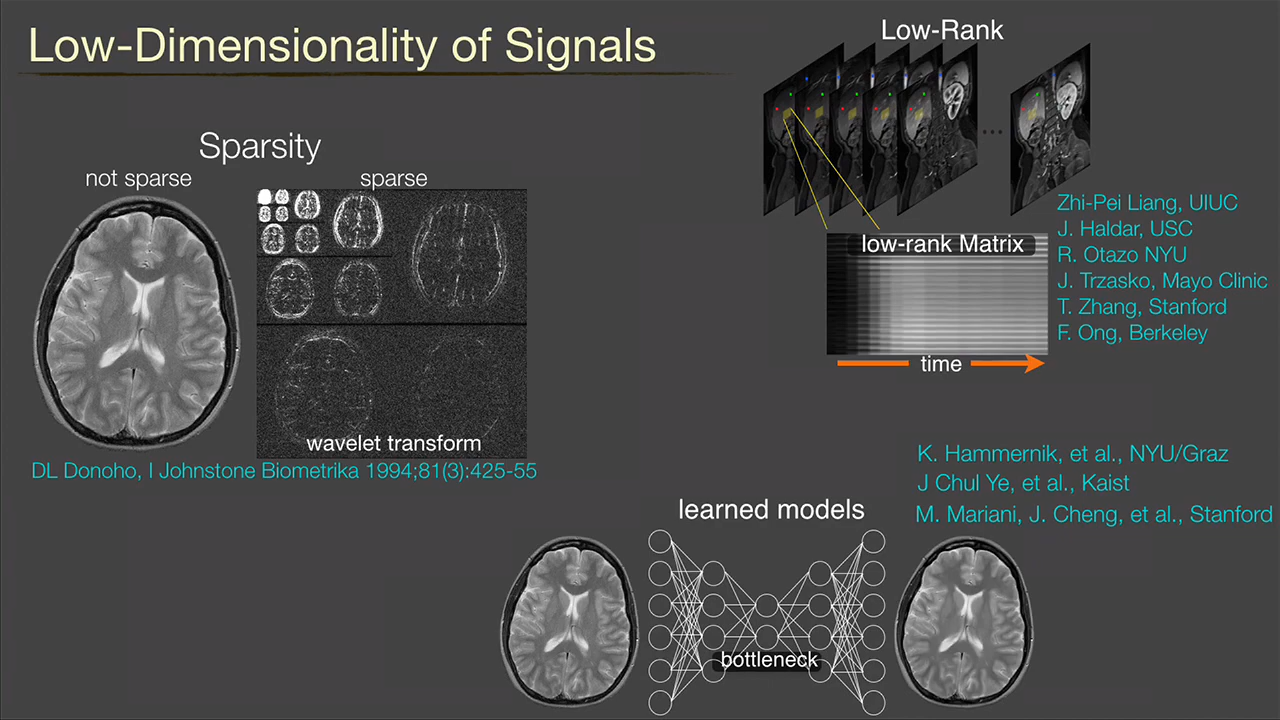 Low-Dimensionality of Signals
Sparsity
not sparse
sparse
wavelet transform
DL Donoho, I Johnstone Biometrika 1994;81(3):425-55
Low-Rank
...
low-rank Matrix
time
Zhi-Pei Liang, UIUC
J. Haldar, USC
R. Otazo NYU
J. Trzasko, Mayo Clinic
T. Zhang, Stanford
F. Ong, Berkeley
learned models
bottleneck
K. Hammernik, et al., NYU/Graz
J Chul Ye, et al., Kaist
M. Mariani, J. Cheng, et al., Stanford